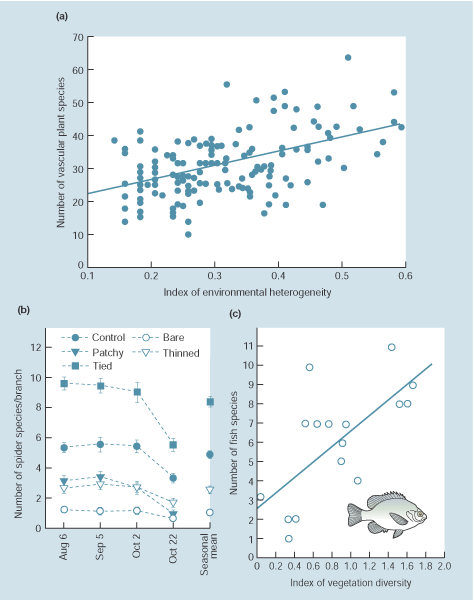 (a)
70
60
50
40
30
20
10
0
Number of vascular plant species
0.1 0.2 0.3 0.4 0.5 0.6
Index of environmental heterogeneity
(b)
Control Bare
Patchy Thinned
Tied
12
10
8
6
4
2
0
Number of spider species/branch
Aug 6
Sep 5
Oct 2
Oct 22
Seasonal
mean
(c)
11
10
9
8
7
6
5
4
3
2
1
0
Number of fish species
0 0.2 0.4 0.6 0.8 1.0 1.2 1.4 1.6 1.8 2.0
Index of vegetation diversity